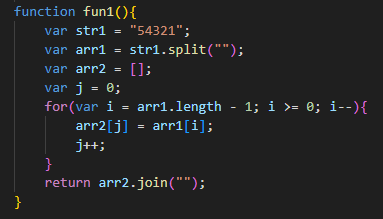 function fun1(){
    var str1 = "54321";
    var arr1 = str1.split("");
    var arr2 = [];
    var j = 0;
    for(var i = arr1.length - 1; i >= 0; i--){
        arr2[j] = arr1[i];
        j++;
    }
    return arr2.join("");
}